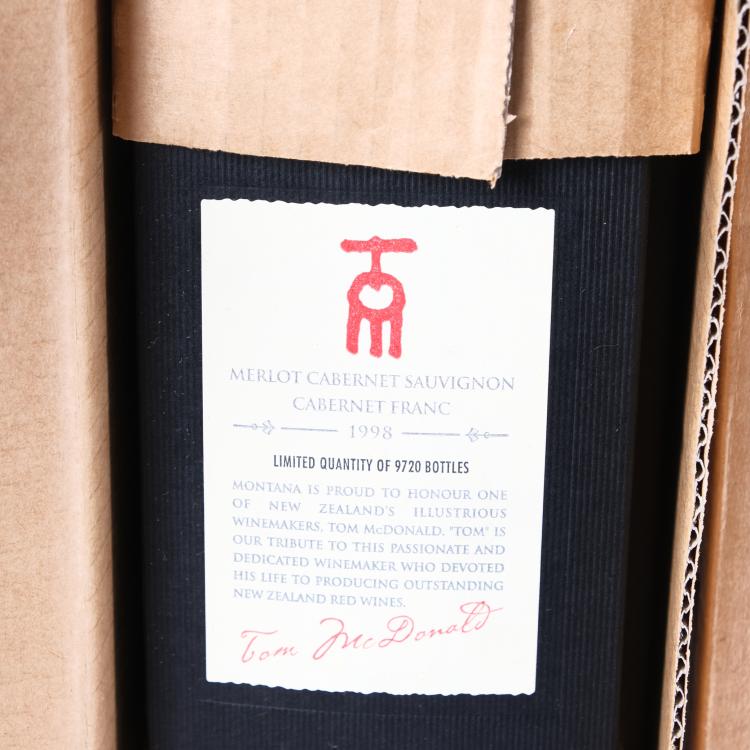 TOM
MERLOT CABERNET SAUVIGNON
CABERNET FRANC
1998
LIMITED QUANTITY OF 9720 BOTTLES
MONTANA IS PROUD TO HONOUR ONE
OF NEW ZEALAND'S ILLUSTRIOUS
WINEMAKERS, TOM McDONALD. "TOM" IS
OUR TRIBUTE TO THIS PASSIONATE AND
DEDICATED WINEMAKER WHO DEVOTED
HIS LIFE TO PRODUCING OUTSTANDING
NEW ZEALAND RED WINES.
Tom McDonald